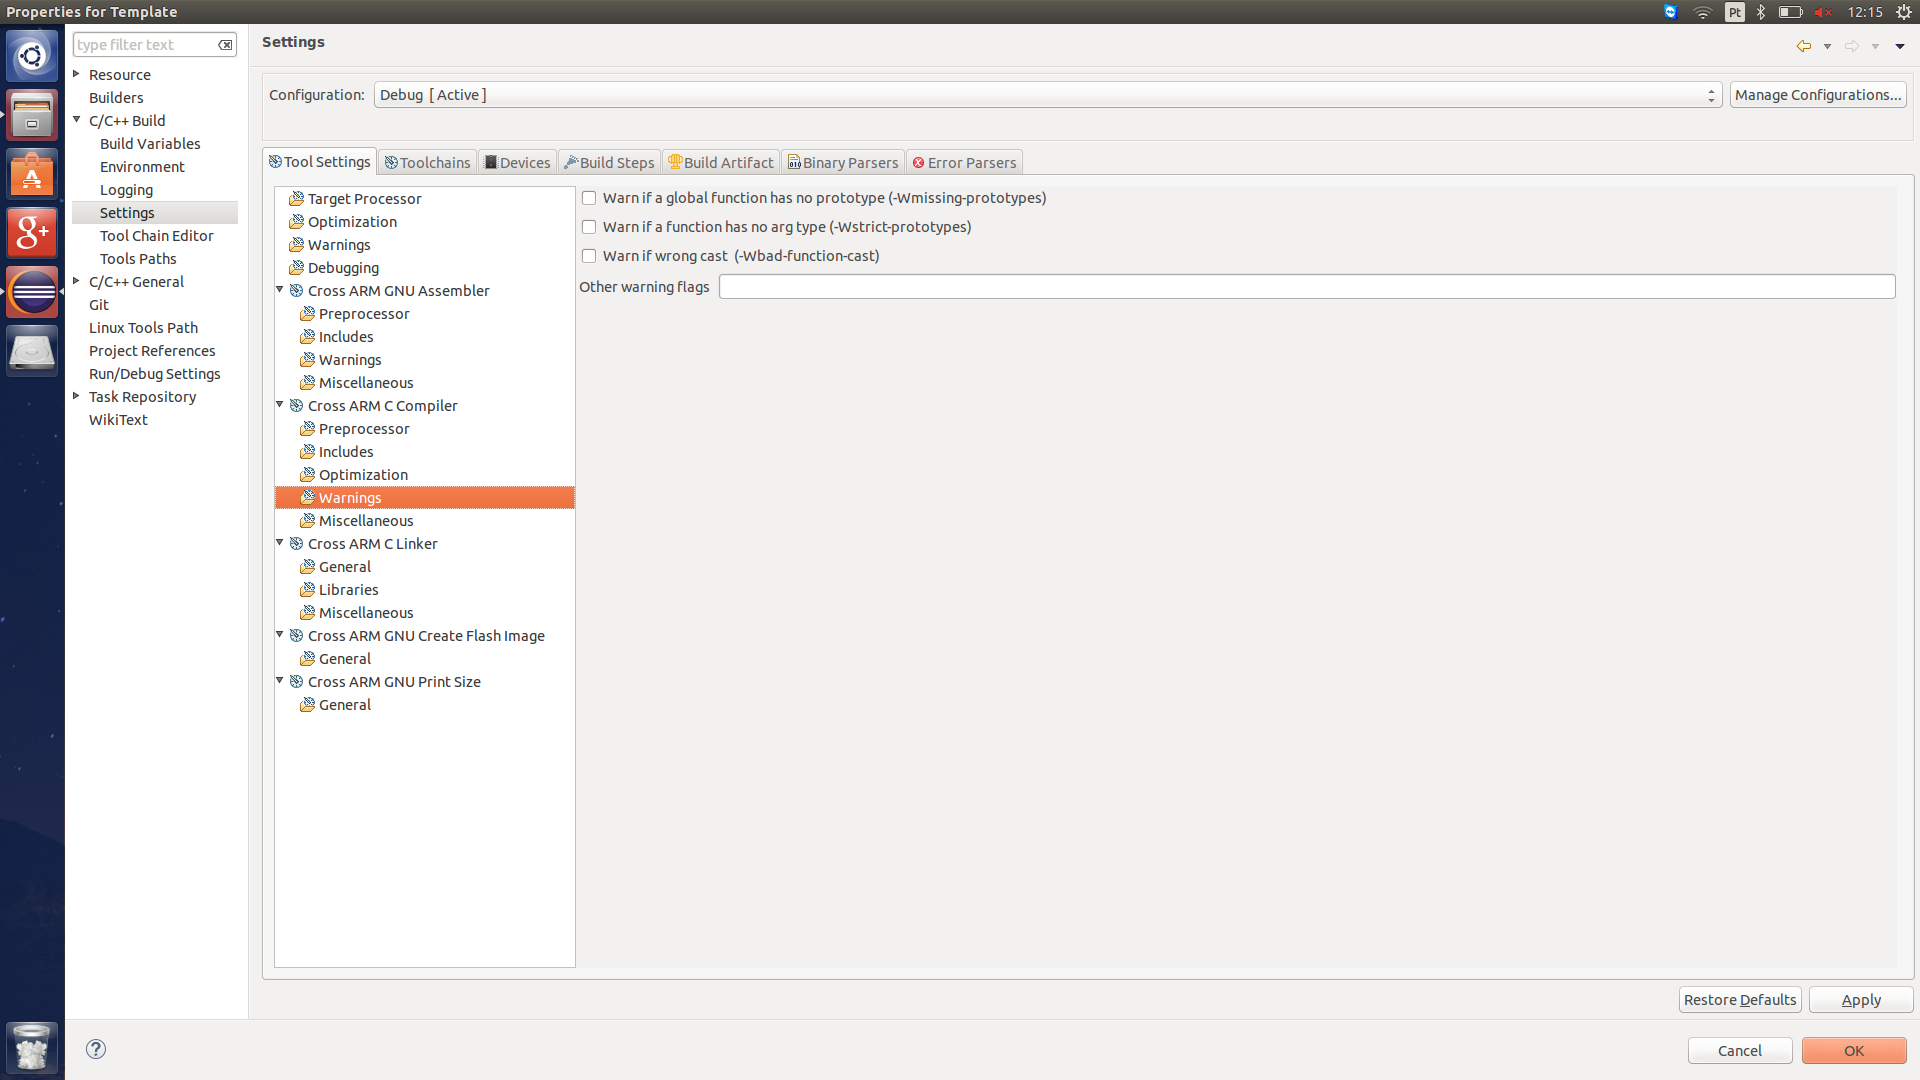 Properties for Template
Pt
12:15
type filter text
Resource
Builders
C/C++ Build
Build Variables
Environment
Logging
Settings
Tool Chain Editor
Tools Paths
C/C++ General
Git
Linux Tools Path
Project References
Run/Debug Settings
Task Repository
WikiText
Settings
Configuration:
Debug [ Active ]
Manage Configurations...
Tool Settings
Toolchains
Devices
Build Steps
Build Artifact
Binary Parsers
Error Parsers
Target Processor
Optimization
Warnings
Debugging
Cross ARM GNU Assembler
Preprocessor
Includes
Warnings
Miscellaneous
Cross ARM C Compiler
Preprocessor
Includes
Optimization
Warnings
Miscellaneous
Cross ARM C Linker
General
Libraries
Miscellaneous
Cross ARM GNU Create Flash Image
General
Cross ARM GNU Print Size
General
Warn if a global function has no prototype (-Wmissing-prototypes)
Warn if a function has no arg type (-Wstrict-prototypes)
Warn if wrong cast (-Wbad-function-cast)
Other warning flags
Restore Defaults
Apply
Cancel
OK